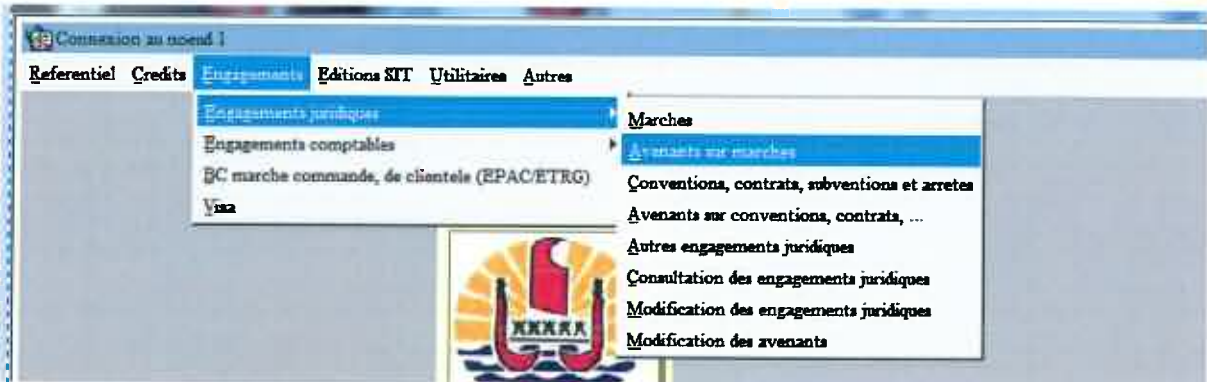 Connexion au noeud 1
Referentiel Credits Engagements Editions SIT Utilitaires Autres
Engagements juridiques
Engagements comptables
BC marche commande, de clientele (EPAC/ETRG)
Visa
Marches
Avenants sur marches
Conventions, contrats, subventions et arretes
Avenants sur conventions, contrats, ...
Autres engagements juridiques
Consultation des engagements juridiques
Modification des engagements juridiques
Modification des avenants